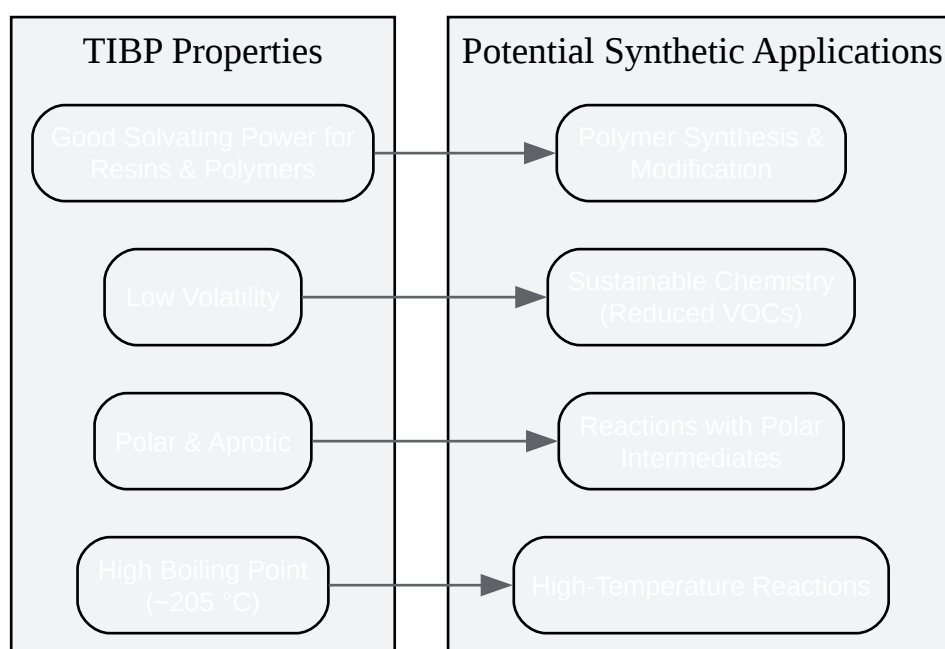 TIBP Properties
Good Solvating Power for
Resins & Polymers
Low Volatility
Polar & Aprotic
High Boiling Point
(~205 °C)
Potential Synthetic Applications
Polymer Synthesis &
Modification
Sustainable Chemistry
(Reduced VOCs)
Reactions with Polar
Intermediates
High-Temperature Reactions